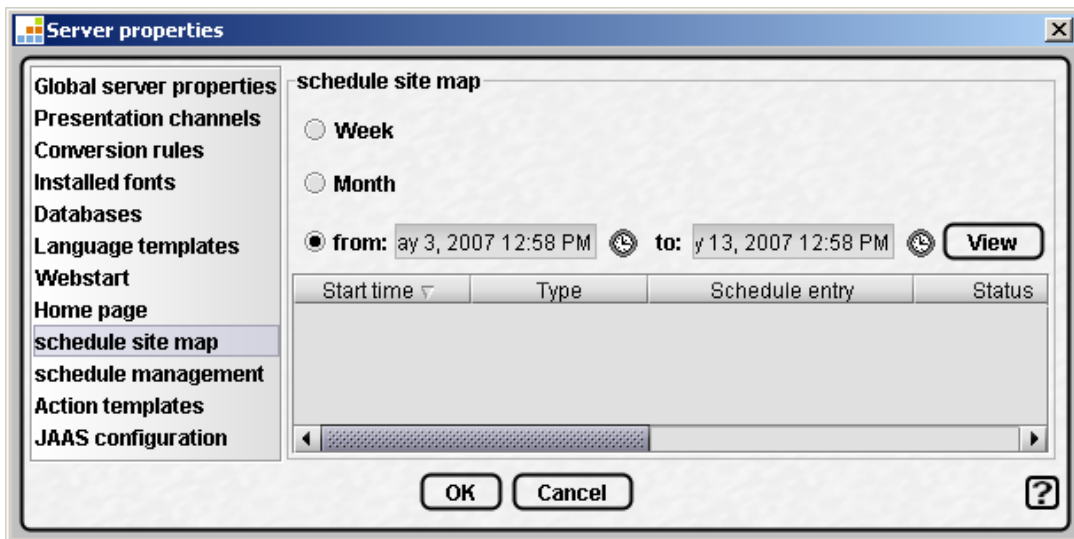 Server properties
Global server properties
Presentation channels
Conversion rules
Installed fonts
Databases
Language templates
Webstart
Home page
schedule site map
schedule management
Action templates
JAAS configuration
schedule site map
Week
Month
from: ay 3, 2007 12:58 PM to: y 13, 2007 12:58 PM View
Start time Type Schedule entry Status
OK Cancel ?